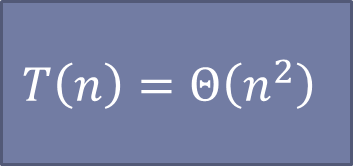 T(n) = Θ(n²)